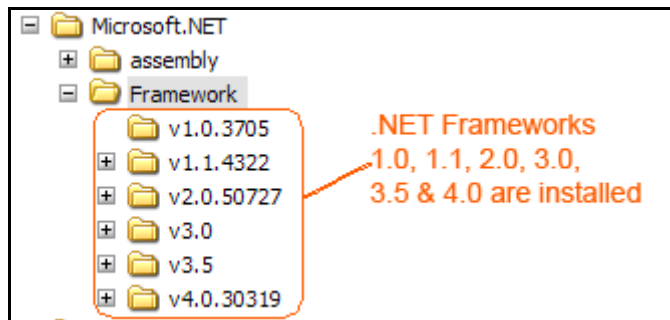 Microsoft.NET
assembly
Framework
v1.0.3705
v1.1.4322
v2.0.50727
v3.0
v3.5
v4.0.30319
.NET Frameworks
1.0, 1.1, 2.0, 3.0,
3.5 & 4.0 are installed